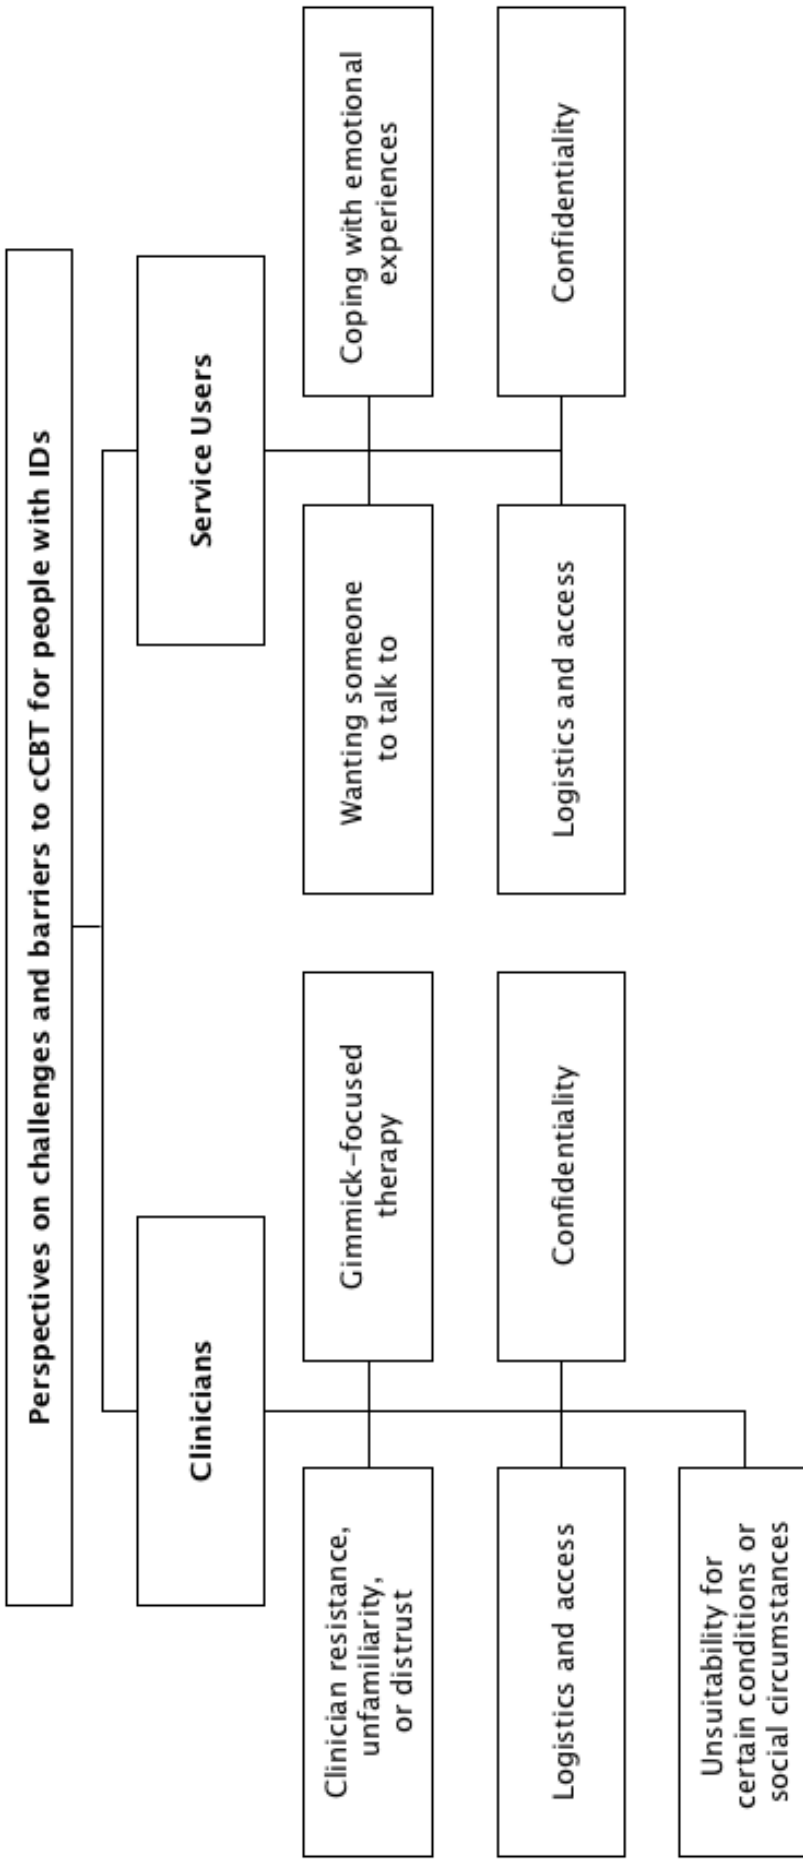 Perspectives on challenges and barriers to cCBT for people with IDs
Clinicians
Service Users
Clinician resistance,
unfamiliarity,
or distrust
Gimmick-focused
therapy
Wanting someone
to talk to
Coping with emotional
experiences
Logistics and access
Confidentiality
Logistics and access
Confidentiality
Unsuitability for
certain conditions or
social circumstances